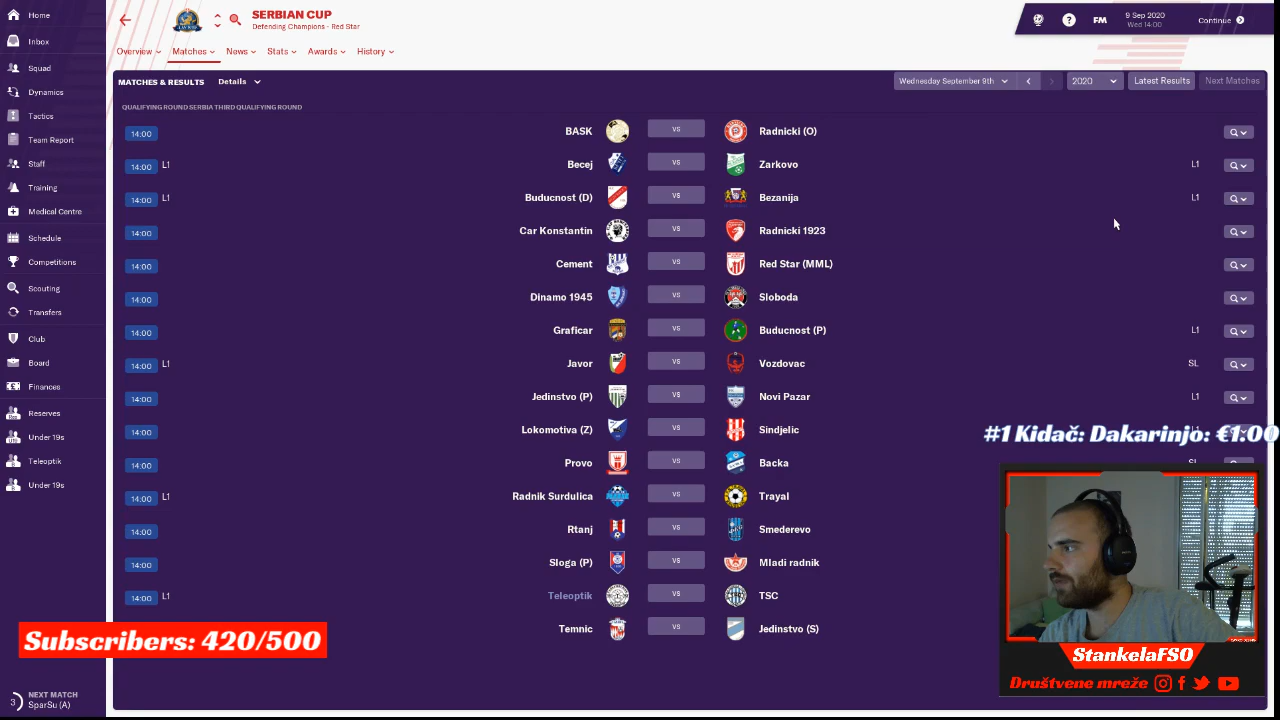 Home
Inbox
Squad
Dynamics
Tactics
Team Report
Staff
Training
Medical Centre
Schedule
Competitions
Scouting
Transfers
Club
Board
Finances
Reserves
Under 19s
Teleoptik
Under 19s
3 NEXT MATCH
SparSu (A)
SERBIAN CUP
Defending Champions - Red Star
FM
9 Sep 2020
Wed 14:00
Continue
Overview Matches News Stats Awards History
MATCHES & RESULTS Details
Wednesday September 9th 2020 Latest Results Next Matches
QUALIFYING ROUND SERBIA THIRD QUALIFYING ROUND
14:00 BASK vs Radnicki (O)
14:00 L1 Becej vs Zarkovo L1
14:00 L1 Buducnost (D) vs Bezanija L1
14:00 Car Konstantin vs Radnicki 1923
14:00 Cement vs Red Star (MML)
14:00 Dinamo 1945 vs Sloboda
14:00 Graficar vs Buducnost (P) L1
14:00 L1 Javor vs Vozdovac SL
14:00 Jedinstvo (P) vs Novi Pazar L1
14:00 Lokomotiva (Z) vs Sindjelic
14:00 Provo vs Backa SL
14:00 L1 Radnik Surdulica vs Trayal
14:00 Rtanj vs Smederevo
14:00 Sloga (P) vs Mladi radnik
14:00 L1 Teleoptik vs TSC
14:00 Temnic vs Jedinstvo (S)
#1 Kidač: Dakarinjo: €1.00
Subscribers: 420/500
StankelaFSO
Društvene mreže